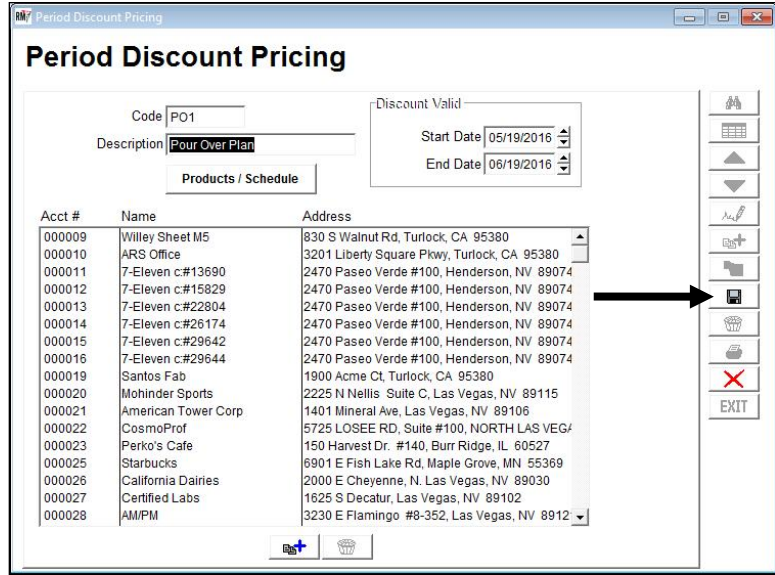 RM Period Discount Pricing
Period Discount Pricing
Code PO1
Description Pour Over Plan
Products / Schedule
Discount Valid
Start Date 05/19/2016
End Date 06/19/2016
Acct # Name Address
000009 Willey Sheet M5 830 S Walnut Rd, Turlock, CA 95380
000010 ARS Office 3201 Liberty Square Pkwy, Turlock, CA 95380
000011 7-Eleven c:#13690 2470 Paseo Verde #100, Henderson, NV 89074
000012 7-Eleven c:#15829 2470 Paseo Verde #100, Henderson, NV 89074
000013 7-Eleven c:#22804 2470 Paseo Verde #100, Henderson, NV 89074
000014 7-Eleven c:#26174 2470 Paseo Verde #100, Henderson, NV 89074
000015 7-Eleven c:#29642 2470 Paseo Verde #100, Henderson, NV 89074
000016 7-Eleven c:#29644 2470 Paseo Verde #100, Henderson, NV 89074
000019 Santos Fab 1900 Acme Ct, Turlock, CA 95380
000020 Mohinder Sports 2225 N Nellis Suite C, Las Vegas, NV 89115
000021 American Tower Corp 1401 Mineral Ave, Las Vegas, NV 89106
000022 CosmoProf 5725 LOSEE RD, Suite #100, NORTH LAS VEGA
000023 Perko's Cafe 150 Harvest Dr. #140, Burr Ridge, IL 60527
000025 Starbucks 6901 E Fish Lake Rd, Maple Grove, MN 55369
000026 California Dairies 2000 E Cheyenne, N. Las Vegas, NV 89030
000027 Certified Labs 1625 S Decatur, Las Vegas, NV 89102
000028 AM/PM 3230 E Flamingo #8-352, Las Vegas, NV 8912
EXIT